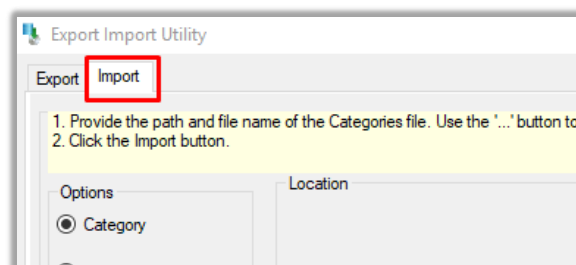 Export Import Utility
Export Import
1. Provide the path and file name of the Categories file. Use the '...' button to
2. Click the Import button.
Options
Location
Category